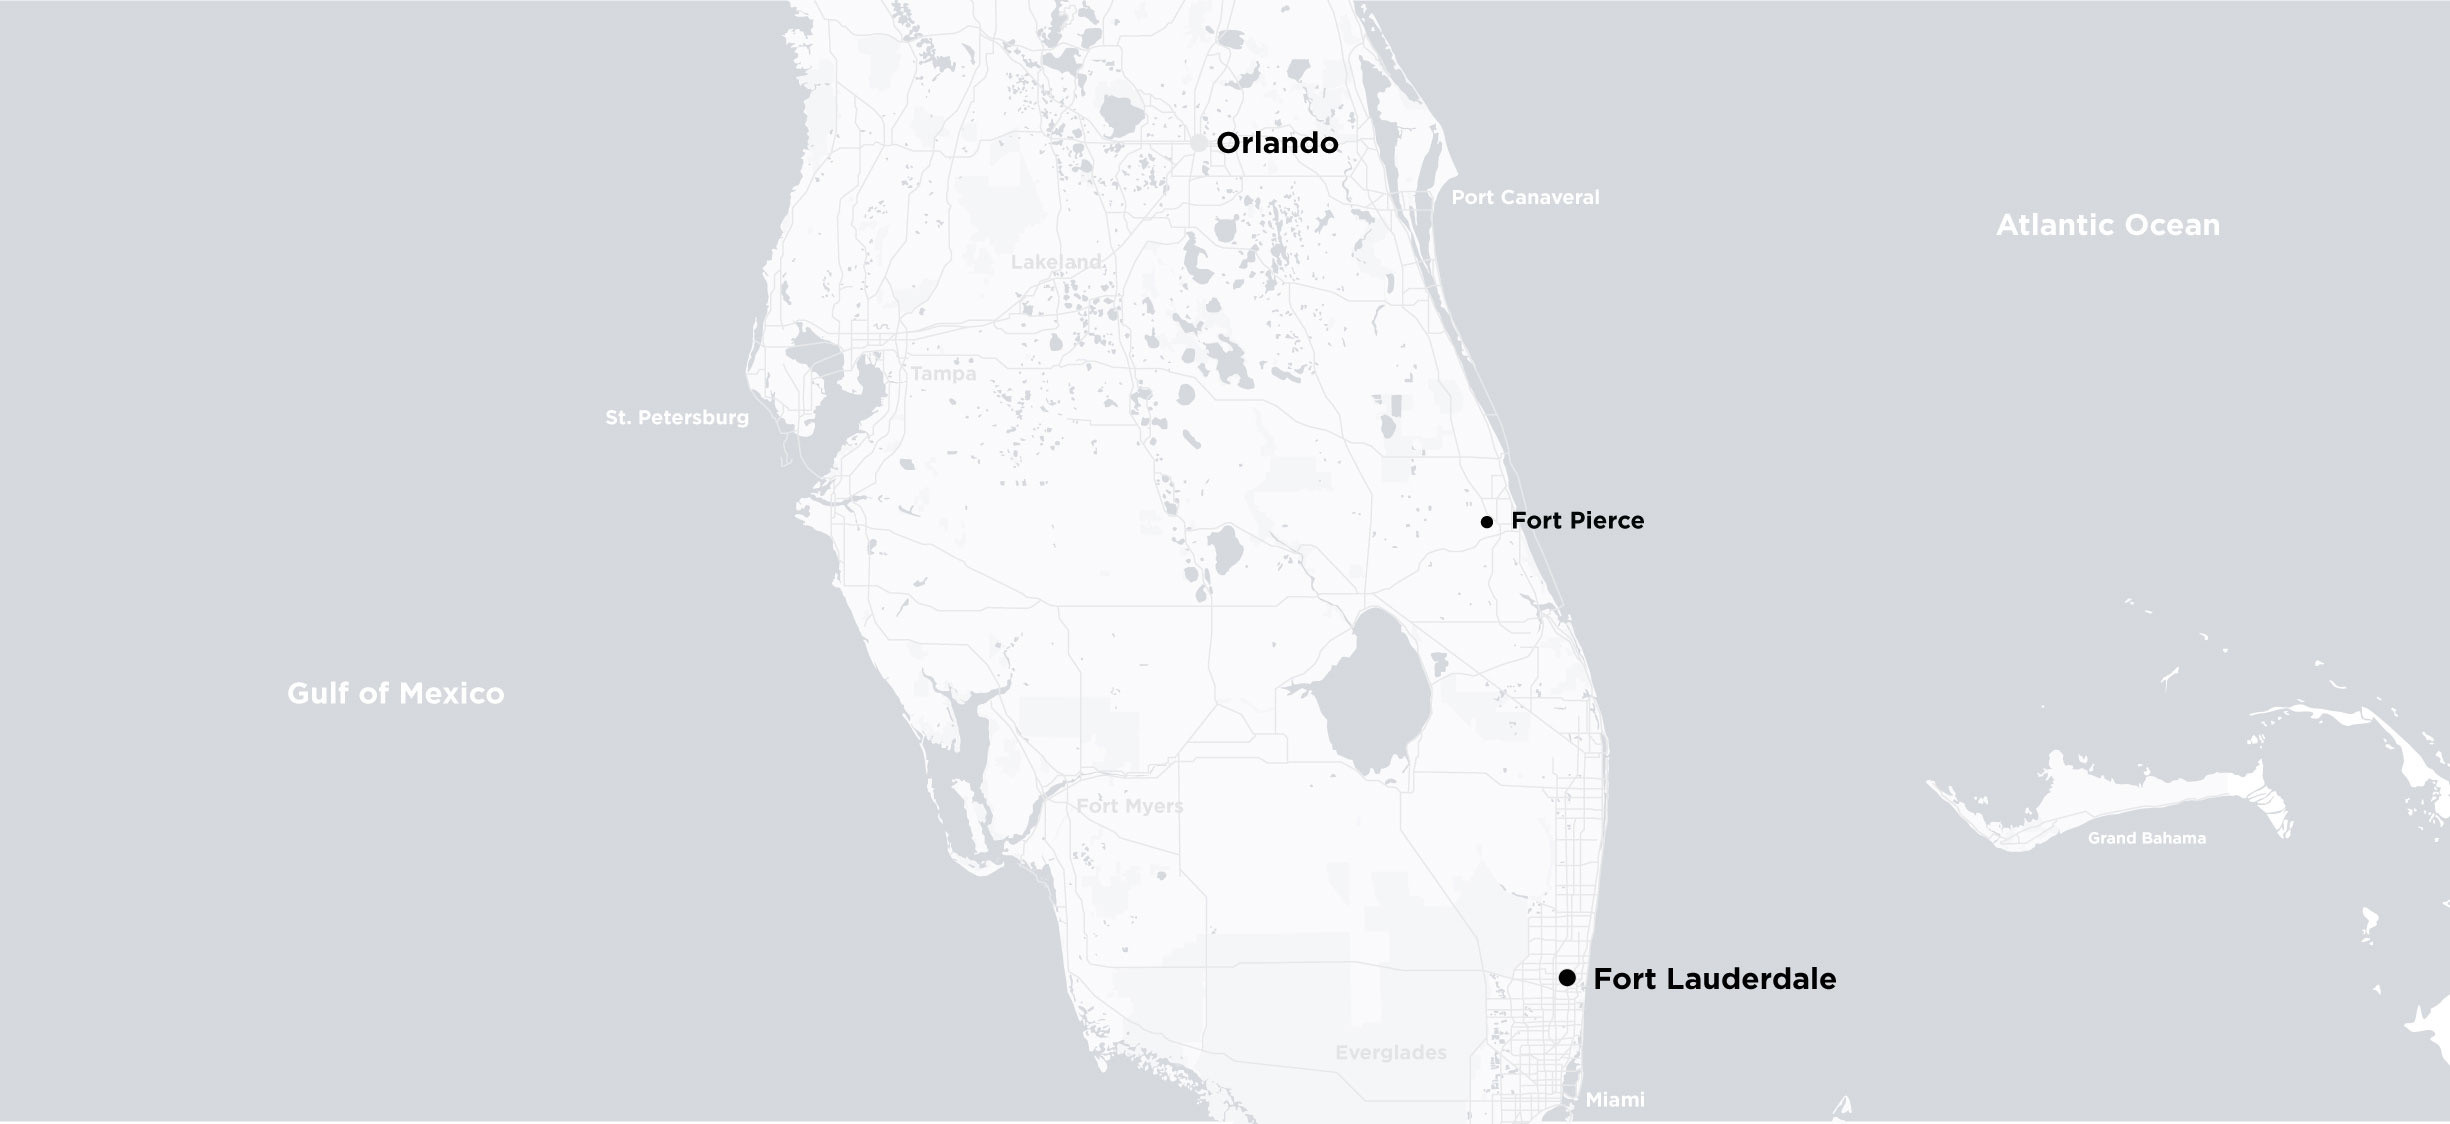 Orlando
Port Canaveral
Atlantic Ocean
Lakeland
Tampa
St. Petersburg
Fort Pierce
Gulf of Mexico
Fort Myers
Grand Bahama
Fort Lauderdale
Everglades
Miami